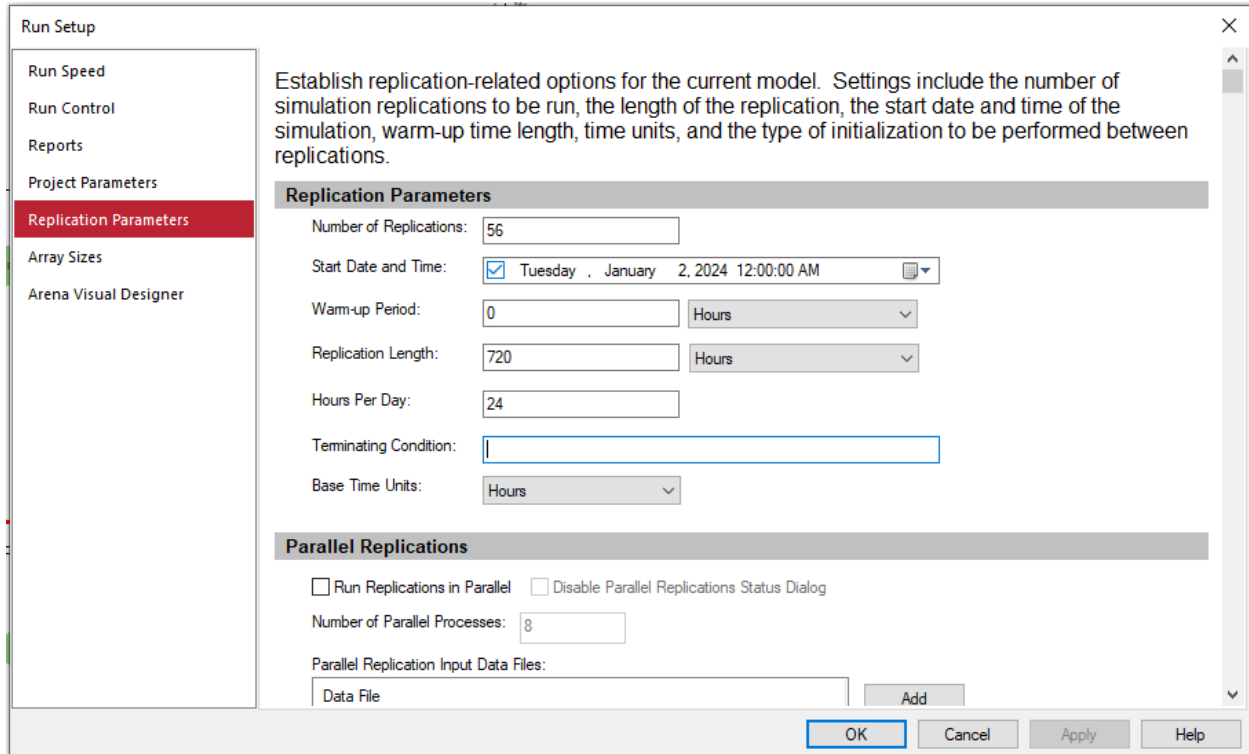 Run Setup
Run Speed
Run Control
Reports
Project Parameters
Replication Parameters
Array Sizes
Arena Visual Designer
Establish replication-related options for the current model. Settings include the number of
simulation replications to be run, the length of the replication, the start date and time of the
simulation, warm-up time length, time units, and the type of initialization to be performed between
replications.
Replication Parameters
Number of Replications: 56
Start Date and Time: Tuesday , January 2, 2024 12:00:00 AM
Warm-up Period: 0 Hours
Replication Length: 720 Hours
Hours Per Day: 24
Terminating Condition:
Base Time Units: Hours
Parallel Replications
Run Replications in Parallel Disable Parallel Replications Status Dialog
Number of Parallel Processes: 8
Parallel Replication Input Data Files:
Data File Add
OK Cancel Apply Help